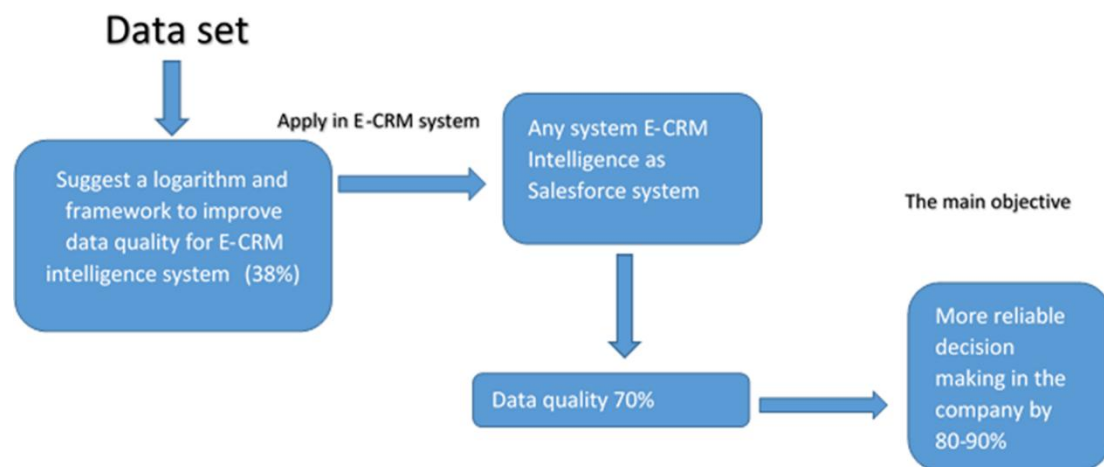 Data set
Apply in E-CRM system
Suggest a logarithm and
framework to improve
data quality for E-CRM
intelligence system (38%)
Any system E-CRM
Intelligence as
Salesforce system
The main objective
Data quality 70%
More reliable
decision
making in the
company by
80-90%